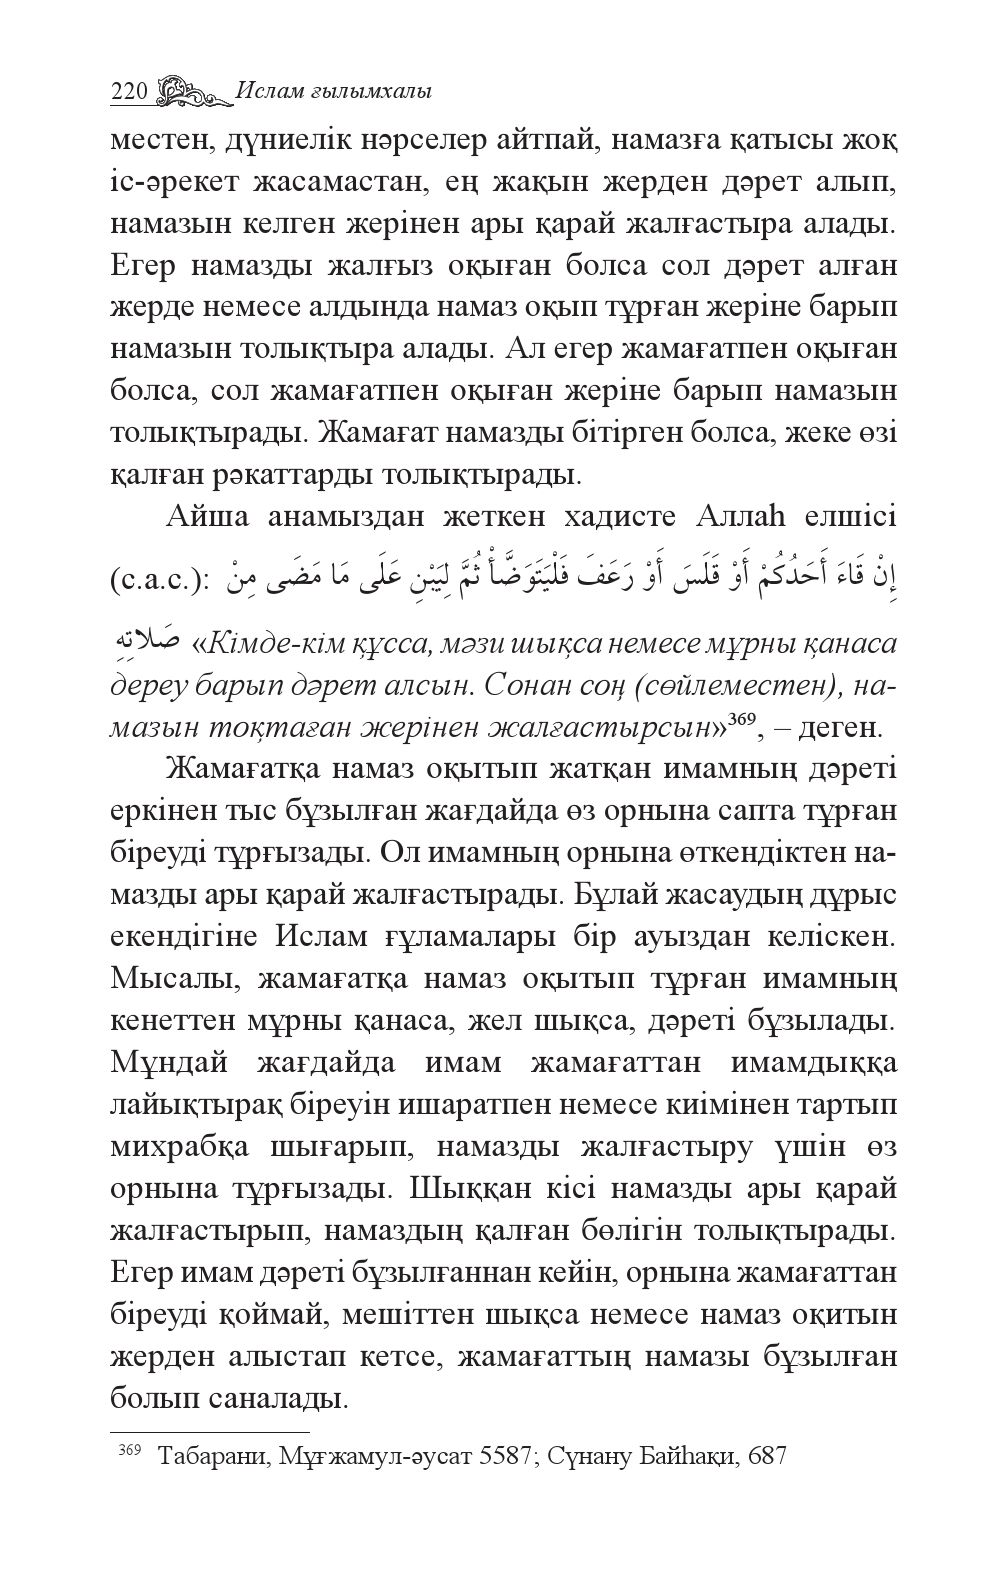 220 Ислам ғылымхалы
местен, дүниелік нәрселер айтпай, намазға қатысы жоқ
іс-әрекет жасамастан, ең жақын жерден дәрет алып,
намазын келген жерінен ары қарай жалғастыра алады.
Егер намазды жалғыз оқыған болса сол дәрет алған
жерде немесе алдында намаз оқып тұрған жеріне барып
намазын толықтыра алады. Ал егер жамағатпен оқыған
болса, сол жамағатпен оқыған жеріне барып намазын
толықтырады. Жамағат намазды бітірген болса, жеке өзі
қалған рәкаттарды толықтырады.
Айша анамыздан жеткен хадисте Аллаһ елшісі
(с.а.с.): إِنْ قَاءَ أَحَدُكُمْ أَوْ قَلَسَ أَوْ رَعَفَ فَلْيَتَوَضَّأْ ثُمَّ لِيَبْنِ عَلَى مَا مَضَى مِنْ
صَلاتِهِ «Кімде-кім құсса, мәзи шықса немесе мұрны қанаса
дереу барып дәрет алсын. Сонан соң (сөйлеместен), на-
мазын тоқтаған жерінен жалғастырсын»369, – деген.
Жамағатқа намаз оқытып жатқан имамның дәреті
еркінен тыс бұзылған жағдайда өз орнына сапта тұрған
біреуді тұрғызады. Ол имамның орнына өткендіктен на-
мазды ары қарай жалғастырады. Бұлай жасаудың дұрыс
екендігіне Ислам ғұламалары бір ауыздан келіскен.
Мысалы, жамағатқа намаз оқытып тұрған имамның
кенеттен мұрны қанаса, жел шықса, дәреті бұзылады.
Мұндай жағдайда имам жамағаттан имамдыққа
лайықтырақ біреуін ишаратпен немесе киімінен тартып
михрабқа шығарып, намазды жалғастыру үшін өз
орнына тұрғызады. Шыққан кісі намазды ары қарай
жалғастырып, намаздың қалған бөлігін толықтырады.
Егер имам дәреті бұзылғаннан кейін, орнына жамағаттан
біреуді қоймай, мешіттен шықса немесе намаз оқитын
жерден алыстап кетсе, жамағаттың намазы бұзылған
болып саналады.
369 Табарани, Мұғжамул-әусат 5587; Сүнану Байһақи, 687